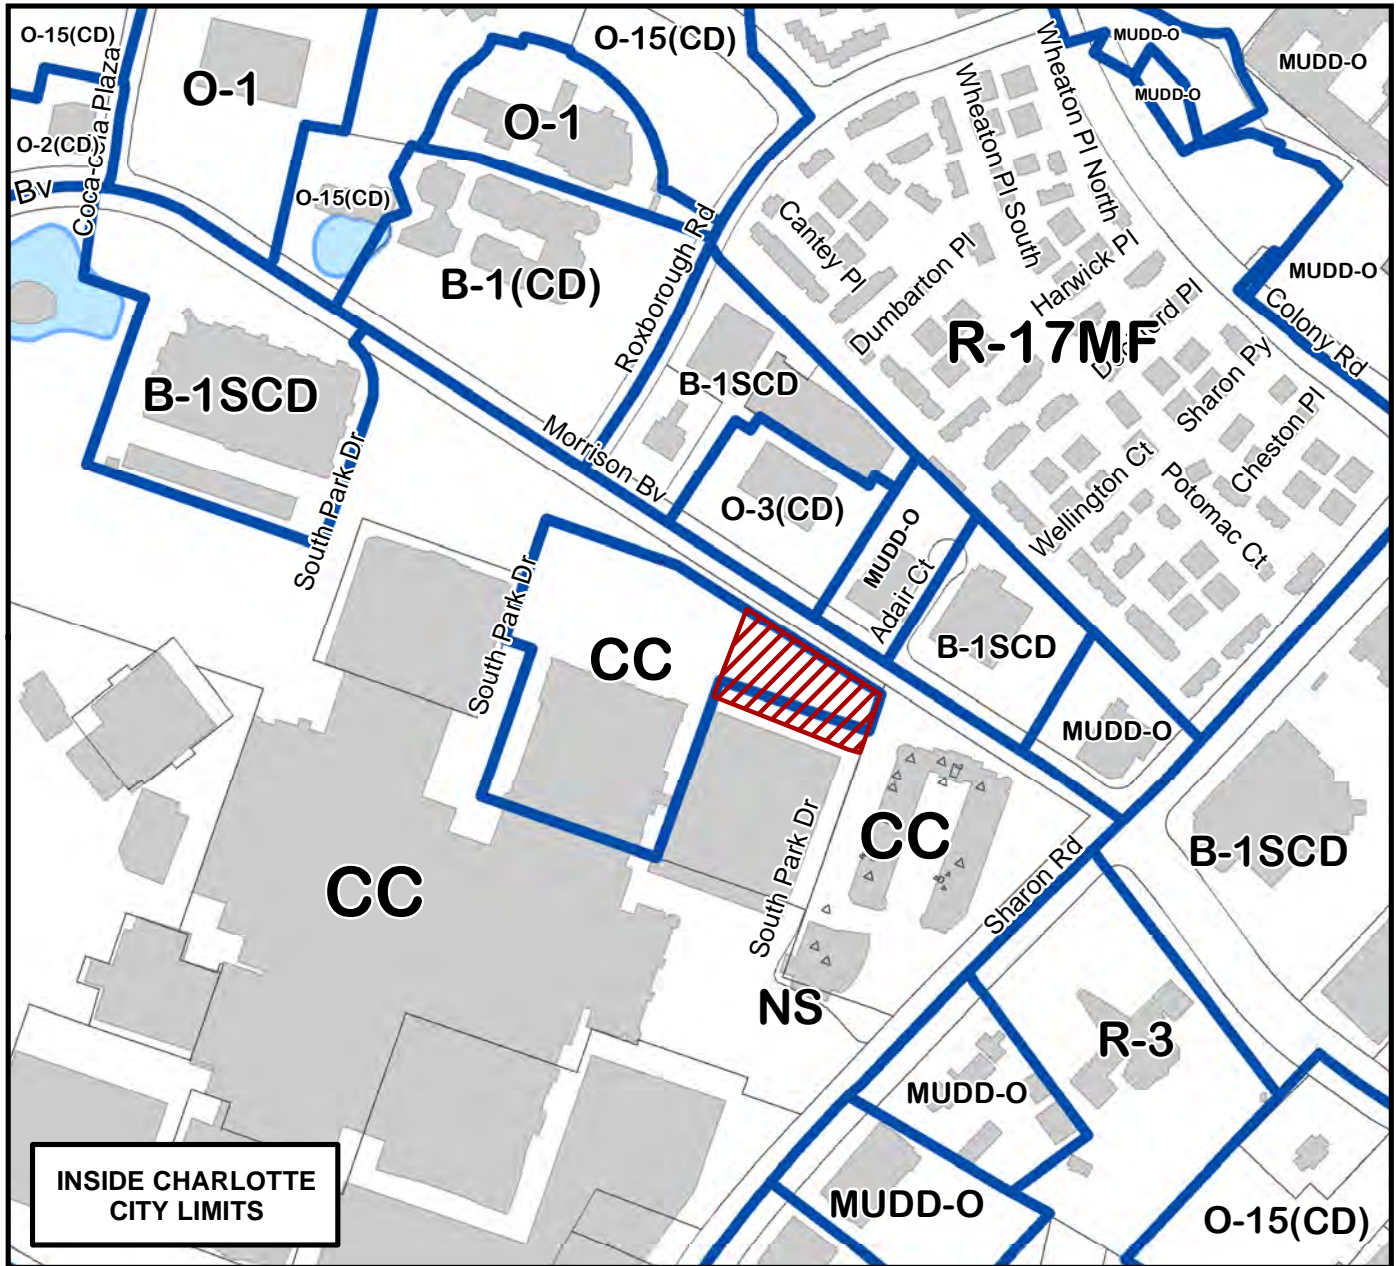 O-15(CD)
O-15(CD)
MUDD-O
MUDD-O
O-1
MUDD-O
O-1
O-2(CD)
Coca-cola Plaza
Bv
O-15(CD)
B-1(CD)
Roxborough Rd
Wheaton Pl South
Wheaton Pl North
Cantey Pl
Dumbarton Pl
Harwick Pl
R-17MF
MUDD-O
Colony Rd
Sharon Py
Cheston Pl
Wellington Ct
Potomac Ct
B-1SCD
B-1SCD
Morrison Bv
O-3(CD)
MUDD-O
Adair Ct
South Park Dr
South Park Dr
CC
B-1SCD
MUDD-O
B-1SCD
CC
CC
South Park Dr
Sharon Rd
NS
R-3
MUDD-O
MUDD-O
O-15(CD)
INSIDE CHARLOTTE
CITY LIMITS